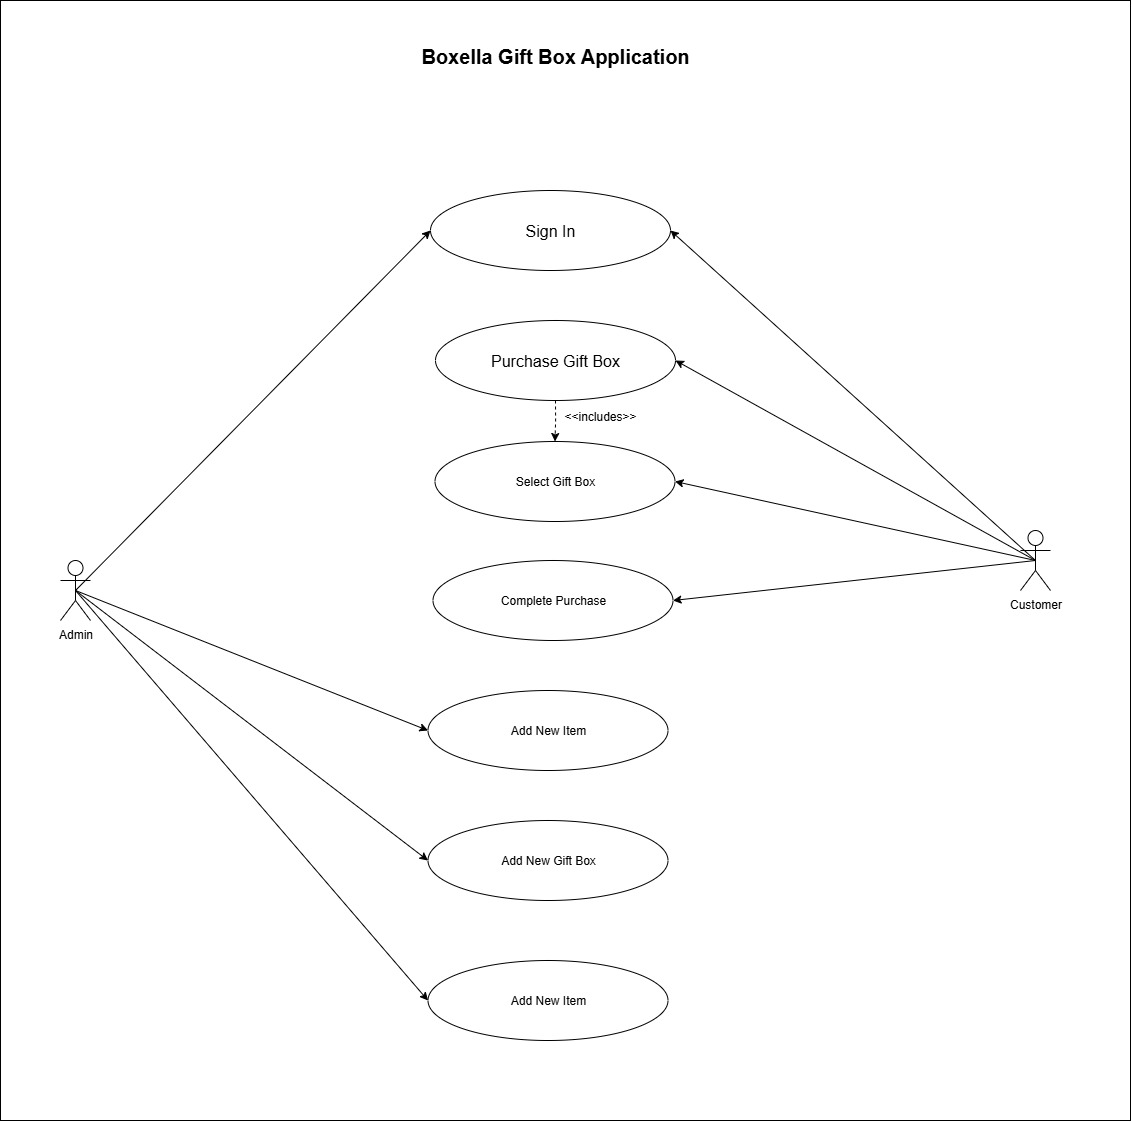 Boxella Gift Box Application
Sign In
Purchase Gift Box
<<includes>>
Select Gift Box
Complete Purchase
Customer
Admin
Add New Item
Add New Gift Box
Add New Item